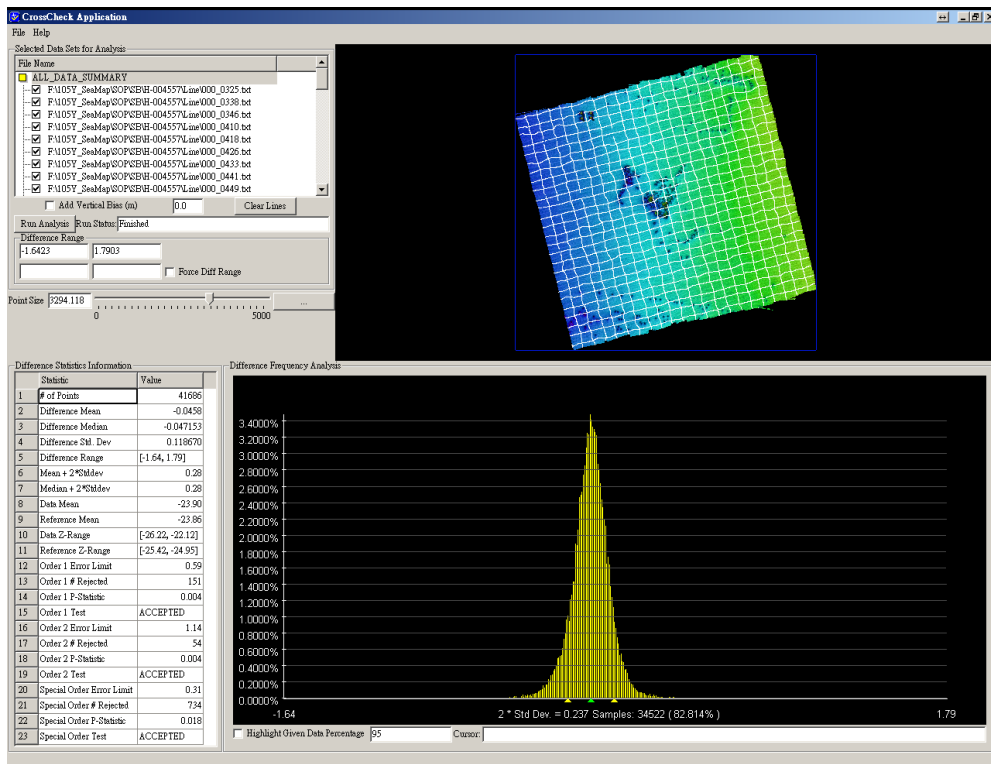 CrossCheck Application
File Help
Selected Data Sets for Analysis
File Name
ALL_DATA_SUMMARY
F:\105Y_SeaMap\SOP\SB\H-004557\Line\000_0325.txt
F:\105Y_SeaMap\SOP\SB\H-004557\Line\000_0338.txt
F:\105Y_SeaMap\SOP\SB\H-004557\Line\000_0346.txt
F:\105Y_SeaMap\SOP\SB\H-004557\Line\000_0410.txt
F:\105Y_SeaMap\SOP\SB\H-004557\Line\000_0418.txt
F:\105Y_SeaMap\SOP\SB\H-004557\Line\000_0426.txt
F:\105Y_SeaMap\SOP\SB\H-004557\Line\000_0433.txt
F:\105Y_SeaMap\SOP\SB\H-004557\Line\000_0441.txt
F:\105Y_SeaMap\SOP\SB\H-004557\Line\000_0449.txt
Add Vertical Bias (m) 0.0 Clear Lines
Run Analysis Run Status: Finished
Difference Range
-1.6423 1.7903
Force Diff Range
Point Size 3294.118 ...
0 5000
Difference Statistics Information
Statistic Value
1 # of Points 41686
2 Difference Mean -0.0458
3 Difference Median -0.047153
4 Difference Std. Dev 0.118670
5 Difference Range [-1.64, 1.79]
6 Mean + 2*Stddev 0.28
7 Median + 2*Stddev 0.28
8 Data Mean -23.90
9 Reference Mean -23.86
10 Data Z-Range [-26.22, -22.12]
11 Reference Z-Range [-25.42, -24.95]
12 Order 1 Error Limit 0.59
13 Order 1 # Rejected 151
14 Order 1 P-Statistic 0.004
15 Order 1 Test ACCEPTED
16 Order 2 Error Limit 1.14
17 Order 2 # Rejected 54
18 Order 2 P-Statistic 0.004
19 Order 2 Test ACCEPTED
20 Special Order Error Limit 0.31
21 Special Order # Rejected 734
22 Special Order P-Statistic 0.018
23 Special Order Test ACCEPTED
Difference Frequency Analysis
3.4000%
3.2000%
3.0000%
2.8000%
2.6000%
2.4000%
2.2000%
2.0000%
1.8000%
1.6000%
1.4000%
1.2000%
1.0000%
0.8000%
0.6000%
0.4000%
0.2000%
0.0000%
-1.64 2 * Std Dev. = 0.237 Samples: 34522 ( 82.814% ) 1.79
Highlight Given Data Percentage 95 Cursor: